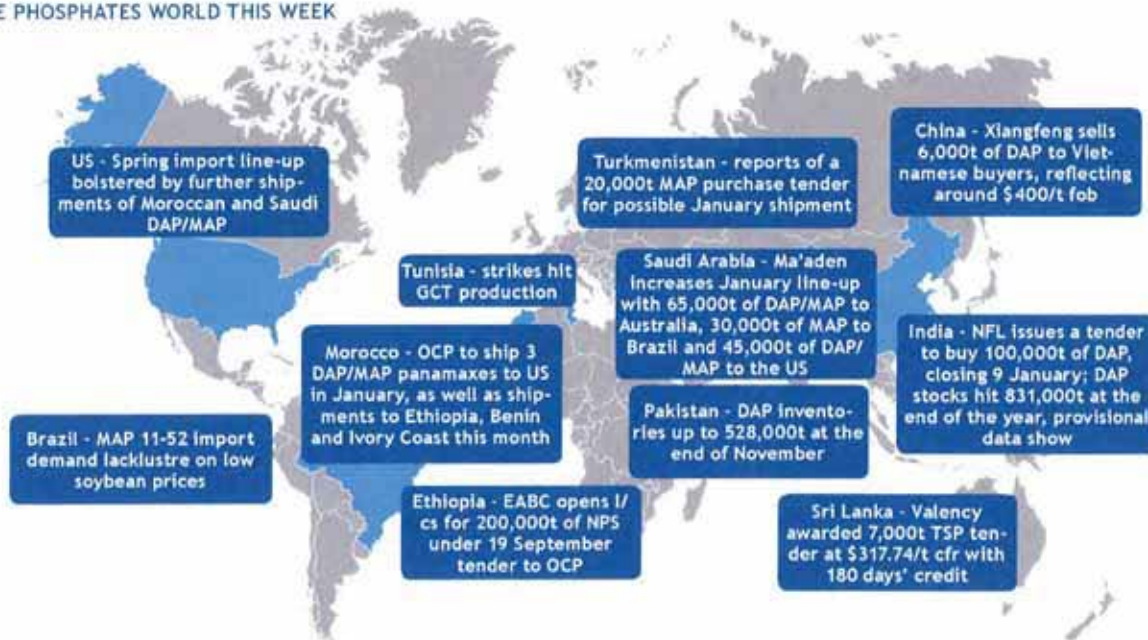 E PHOSPHATES WORLD THIS WEEK
US - Spring import line-up
bolstered by further ship-
ments of Moroccan and Saudi
DAP/MAP
Turkmenistan - reports of a
20,000t MAP purchase tender
for possible January shipment
China - Xiangfeng sells
6,000t of DAP to Viet-
namese buyers, reflecting
around $400/t fob
Tunisia - strikes hit
GCT production
Saudi Arabia - Ma'aden
increases January line-up
with 65,000t of DAP/MAP to
Australia, 30,000t of MAP to
Brazil and 45,000t of DAP/
MAP to the US
India - NFL issues a tender
to buy 100,000t of DAP,
closing 9 January; DAP
stocks hit 831,000t at the
end of the year, provisional
data show
Morocco - OCP to ship 3
DAP/MAP panamaxes to US
in January, as well as ship-
ments to Ethiopia, Benin
and Ivory Coast this month
Pakistan - DAP invento-
ries up to 528,000t at the
end of November
Brazil - MAP 11-52 import
demand lacklustre on low
soybean prices
Ethiopia - EABC opens l/
cs for 200,000t of NPS
under 19 September
tender to OCP
Sri Lanka - Valency
awarded 7,000t TSP ten-
der at $317.74/t cfr with
180 days' credit